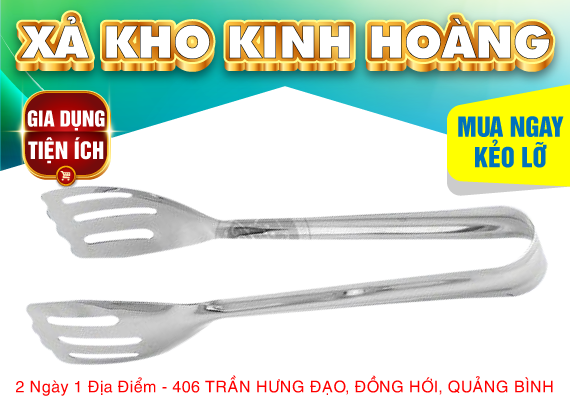 XẢ KHO KINH HOÀNG
GIA DỤNG
TIỆN ÍCH
MUA NGAY
KẺO LỠ
2 Ngày 1 Địa Điểm - 406 TRẦN HƯNG ĐẠO, ĐỒNG HỚI, QUẢNG BÌNH